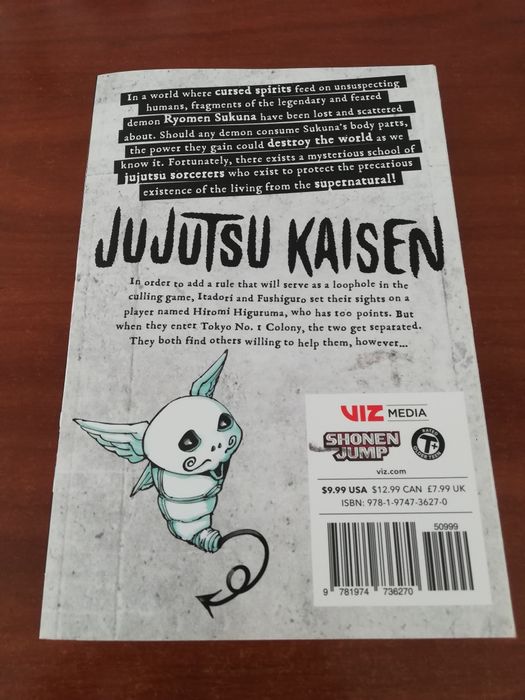 In a world where cursed spirits feed on unsuspecting
humans, fragments of the legendary and feared
demon Ryomen Sukuna have been lost and scattered
about. Should any demon consume Sukuna's body parts,
the power they gain could destroy the world as we
know it. Fortunately, there exists a mysterious school of
jujutsu sorcerers who exist to protect the precarious
existence of the living from the supernatural!
JUJUTSU KAISEN
In order to add a rule that will serve as a loophole in the
culling game, Itadori and Fushiguro set their sights on a
player named Hiromi Higuruma, who has 100 points. But
when they enter Tokyo No. 1 Colony, the two get separated.
They both find others willing to help them, however...
VIZ MEDIA
SHONEN
JUMP
RATED
T+
OLDER TEEN
viz.com
$9.99 USA $12.99 CAN £7.99 UK
ISBN: 978-1-9747-3627-0
50999
9 781974 736270